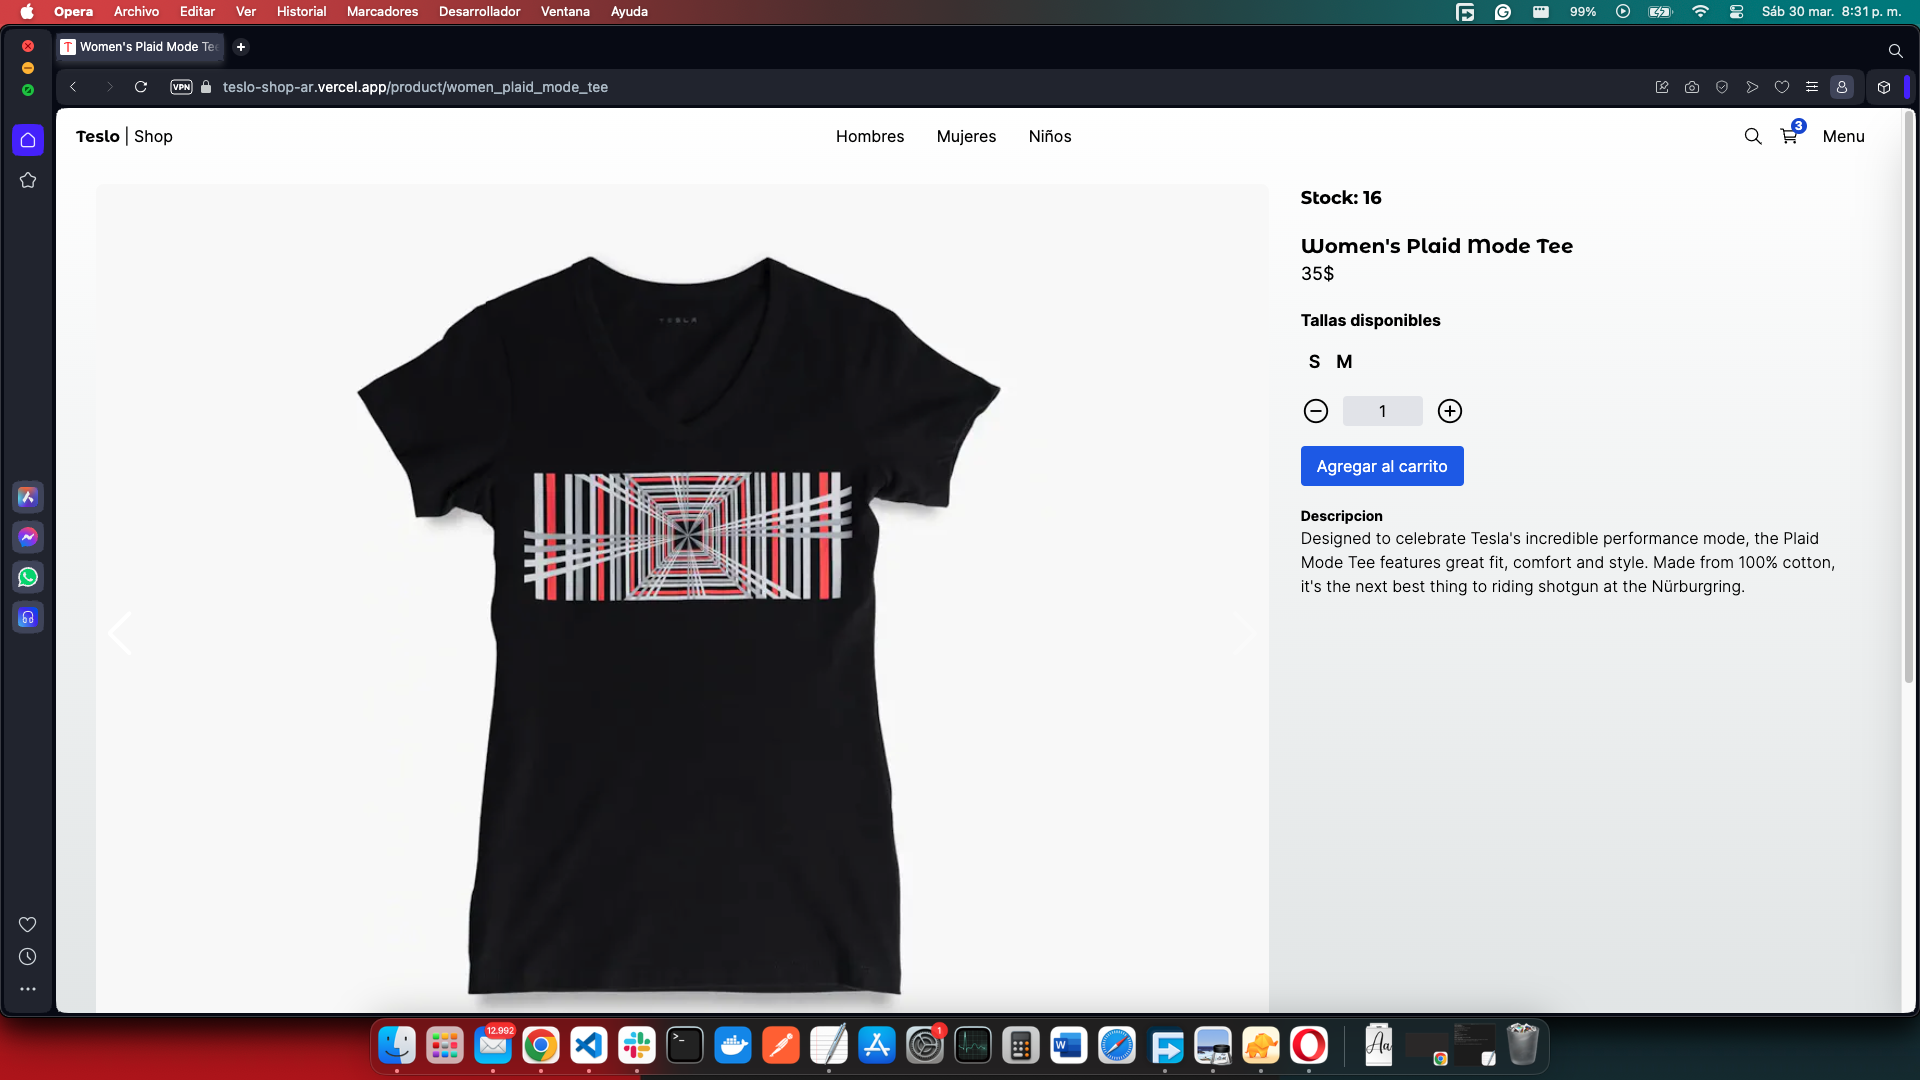 Opera Archivo Editar Ver Historial Marcadores Desarrollador Ventana Ayuda
99% Sáb 30 mar. 8:31 p. m.
T Women's Plaid Mode Te
VPN teslo-shop-ar.vercel.app/product/women_plaid_mode_tee
Teslo | Shop
Hombres Mujeres Niños
3
Menu
TESLA
Stock: 16
Women's Plaid Mode Tee
35$
Tallas disponibles
S M
1
Agregar al carrito
Descripcion
Designed to celebrate Tesla's incredible performance mode, the Plaid
Mode Tee features great fit, comfort and style. Made from 100% cotton,
it's the next best thing to riding shotgun at the Nürburgring.
12.992
1
W
Aa